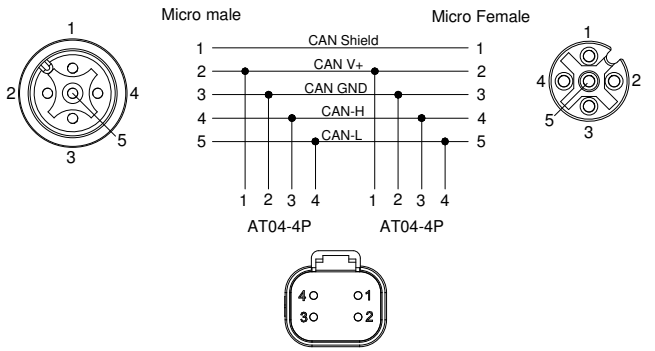 Micro male
Micro Female
1
2
4
5
3
1 CAN Shield 1
2 CAN V+ 2
3 CAN GND 3
4 CAN-H 4
5 CAN-L 5
1
4
2
5
3
1 2 3 4
1 2 3 4
AT04-4P
AT04-4P
4 1
3 2